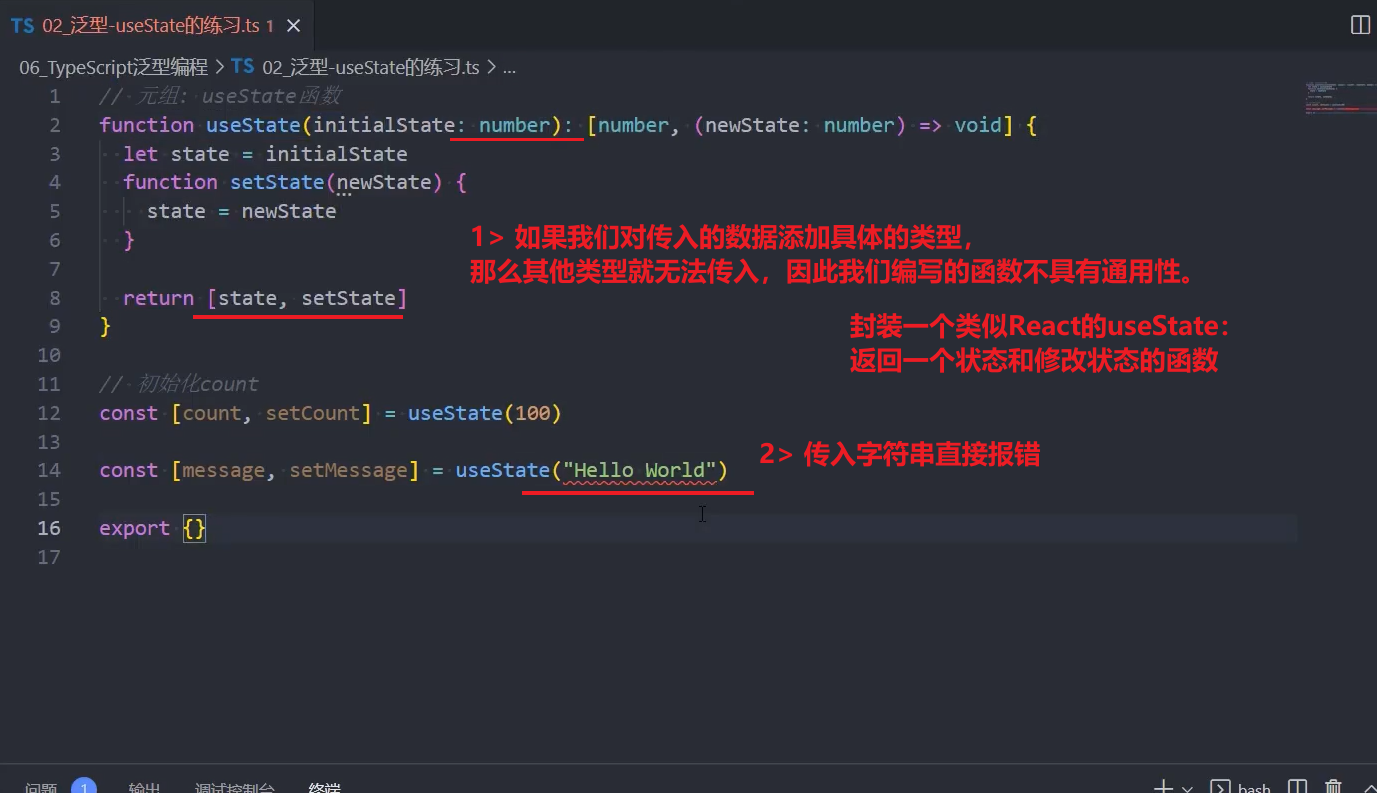 TS 02_泛型-useState的练习.ts 1
06_TypeScript泛型编程 > TS 02_泛型-useState的练习.ts > ...
1 // 元组: useState函数
2 function useState(initialState: number): [number, (newState: number) => void] {
3 let state = initialState
4 function setState(newState) {
5 state = newState
6 }
7
8 return [state, setState]
9 }
10
11 // 初始化count
12 const [count, setCount] = useState(100)
13
14 const [message, setMessage] = useState("Hello World")
15
16 export {}
17
1> 如果我们对传入的数据添加具体的类型，
那么其他类型就无法传入，因此我们编写的函数不具有通用性。
封装一个类似React的useState：
返回一个状态和修改状态的函数
2> 传入字符串直接报错
问题 1 输出 调试控制台 终端 bash